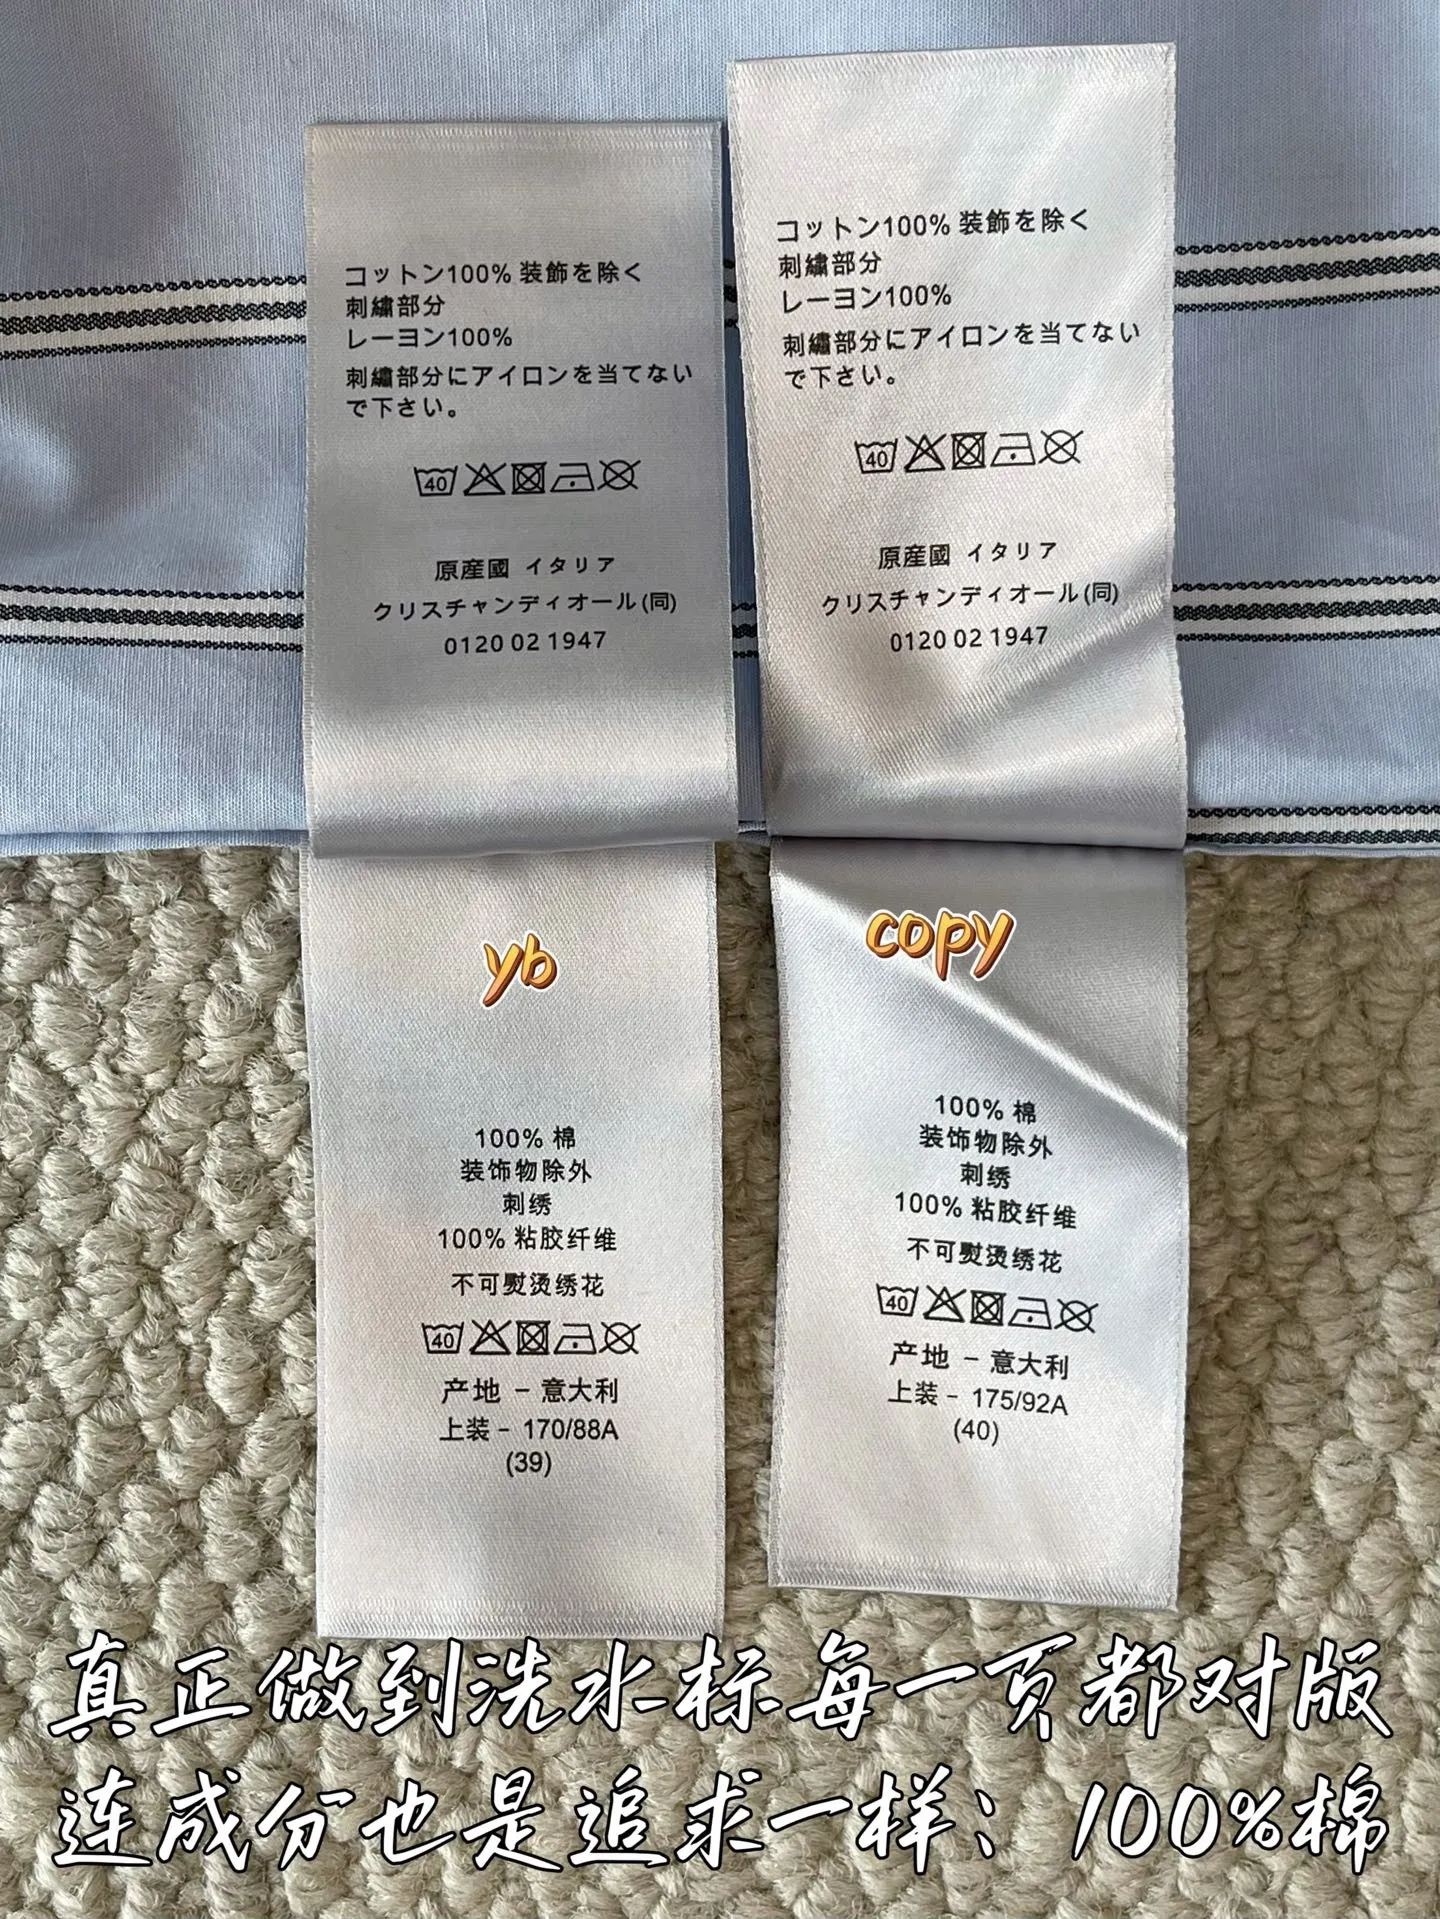 コットン100% 装飾を除く
刺繍部分
レーヨン100%
刺繍部分にアイロンを当てない
で下さい。
40
原産國 イタリア
クリスチャンディオール(同)
0120 02 1947
yb
100% 棉
装饰物除外
刺绣
100% 粘胶纤维
不可熨烫绣花
40
产地 - 意大利
上装 - 170/88A
(39)
コットン100% 装飾を除く
刺繍部分
レーヨン100%
刺繍部分にアイロンを当てない
で下さい。
40
原産國 イタリア
クリスチャンディオール(同)
0120 02 1947
copy
100% 棉
装饰物除外
刺绣
100% 粘胶纤维
不可熨烫绣花
40
产地 - 意大利
上装 - 175/92A
(40)
真正做到洗水标每一页都对版
连成分也是追求一样：100%棉